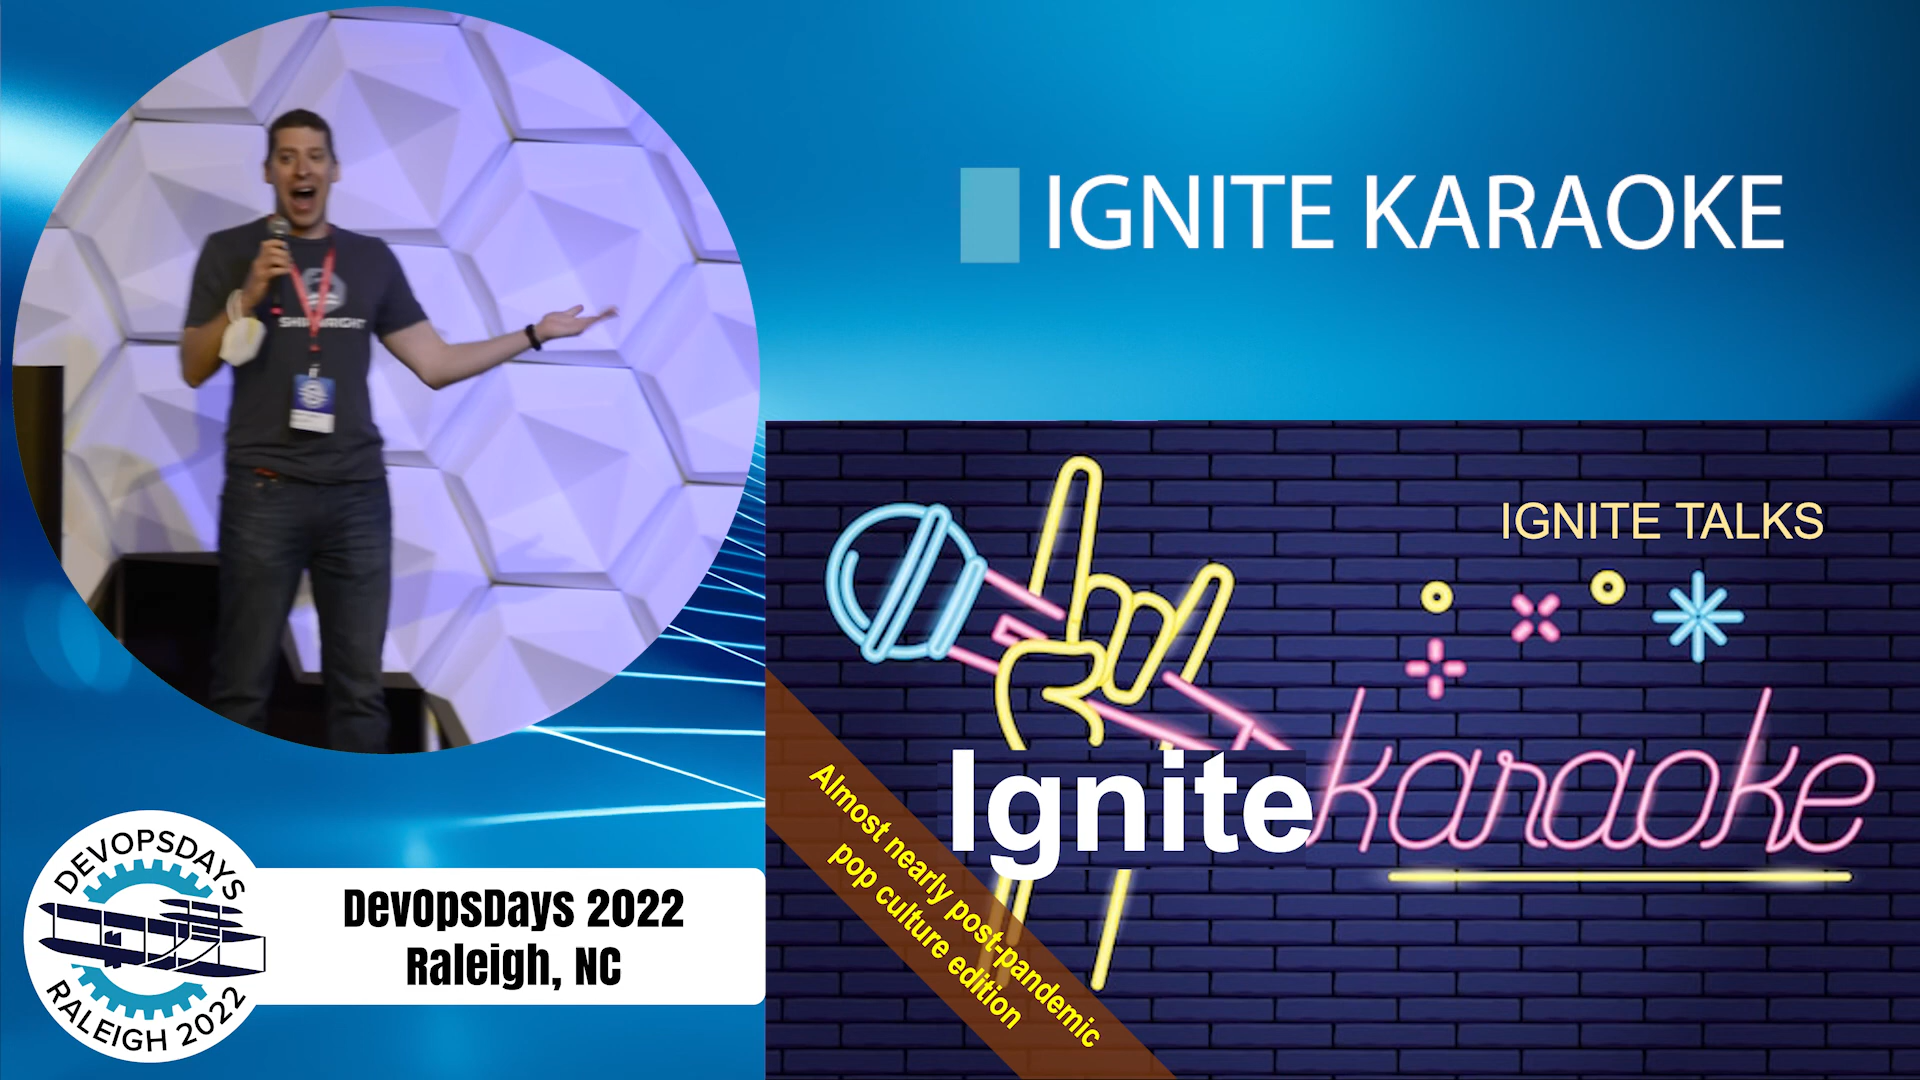 IGNITE KARAOKE
SHIPWRIGHT
IGNITE TALKS
Ignite karaoke
Almost nearly post-pandemic
pop culture edition
DEVOPSDAYS
RALEIGH 2022
DevOpsDays 2022
Raleigh, NC